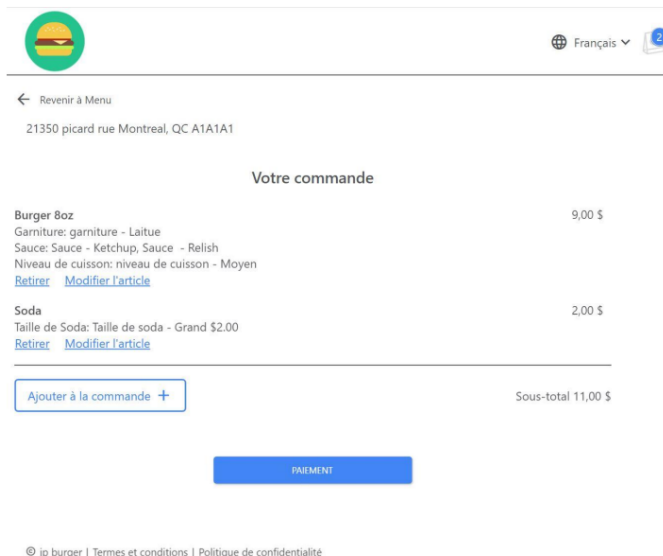 Français
2
Revenir à Menu
21350 picard rue Montreal, QC A1A1A1
Votre commande
Burger 8oz 9,00 $
Garniture: garniture - Laitue
Sauce: Sauce - Ketchup, Sauce - Relish
Niveau de cuisson: niveau de cuisson - Moyen
Retirer Modifier l'article
Soda 2,00 $
Taille de Soda: Taille de soda - Grand $2.00
Retirer Modifier l'article
Ajouter à la commande + Sous-total 11,00 $
PAIEMENT
© jp burger | Termes et conditions | Politique de confidentialité